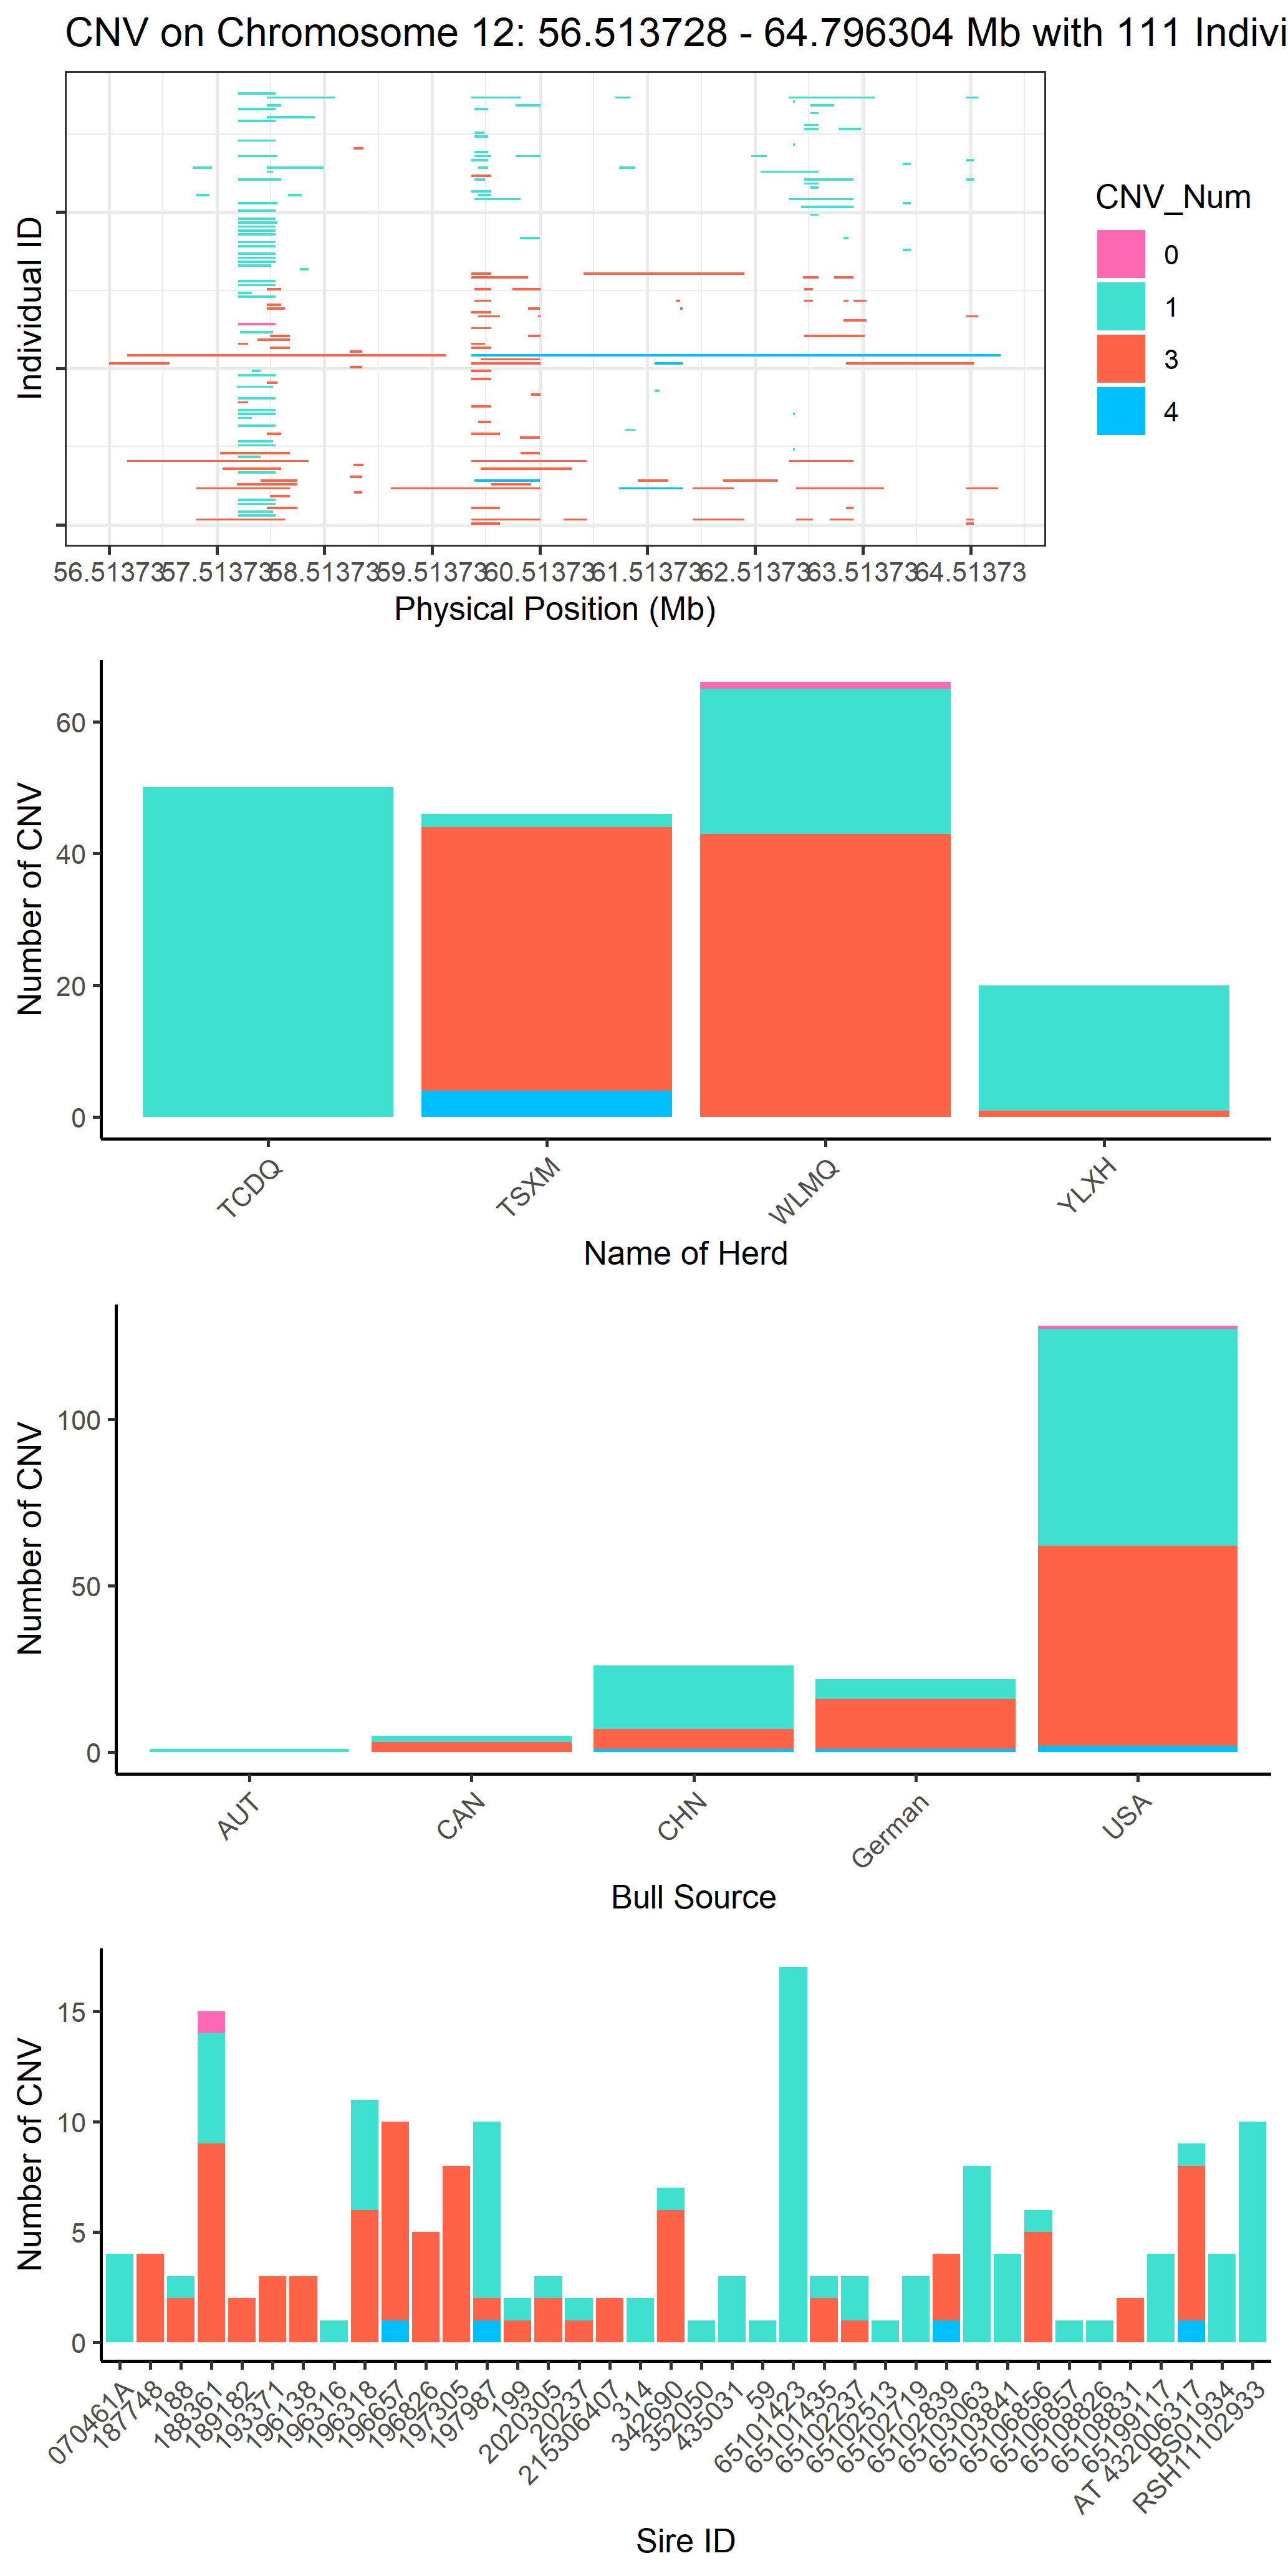 CNV on Chromosome 12: 56.513728 - 64.796304 Mb with 111 Indivi
Individual ID
CNV_Num
0
1
3
4
56.51373 57.51373 58.51373 59.51373 60.51373 61.51373 62.51373 63.51373 64.51373
Physical Position (Mb)
Number of CNV
60
40
20
0
TCDQ TSXM WLMQ YLXH
Name of Herd
Number of CNV
100
50
0
AUT CAN CHN German USA
Bull Source
Number of CNV
15
10
5
0
070461A 187748 188 188361 189182 193371 196138 196316 196318 196657 196826 197305 197987 199 2020305 20237 215306407 314 342690 352050 435031 59 65101423 65101435 65102237 65102513 65102719 65102839 65103063 65103841 65106856 65106857 65108826 65108831 65199117 AT 432006317 BS01934 RSH11102933
Sire ID